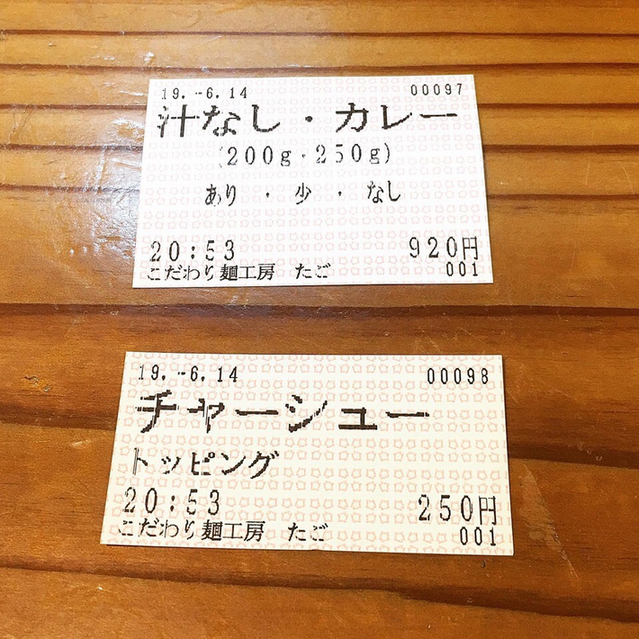 19.-6.14 00097
汁なし・カレー
(200g・250g)
あり・少・なし
20:53 920円
こだわり麺工房 たご 001
19.-6.14 00098
チャーシュー
トッピング
20:53 250円
こだわり麺工房 たご 001